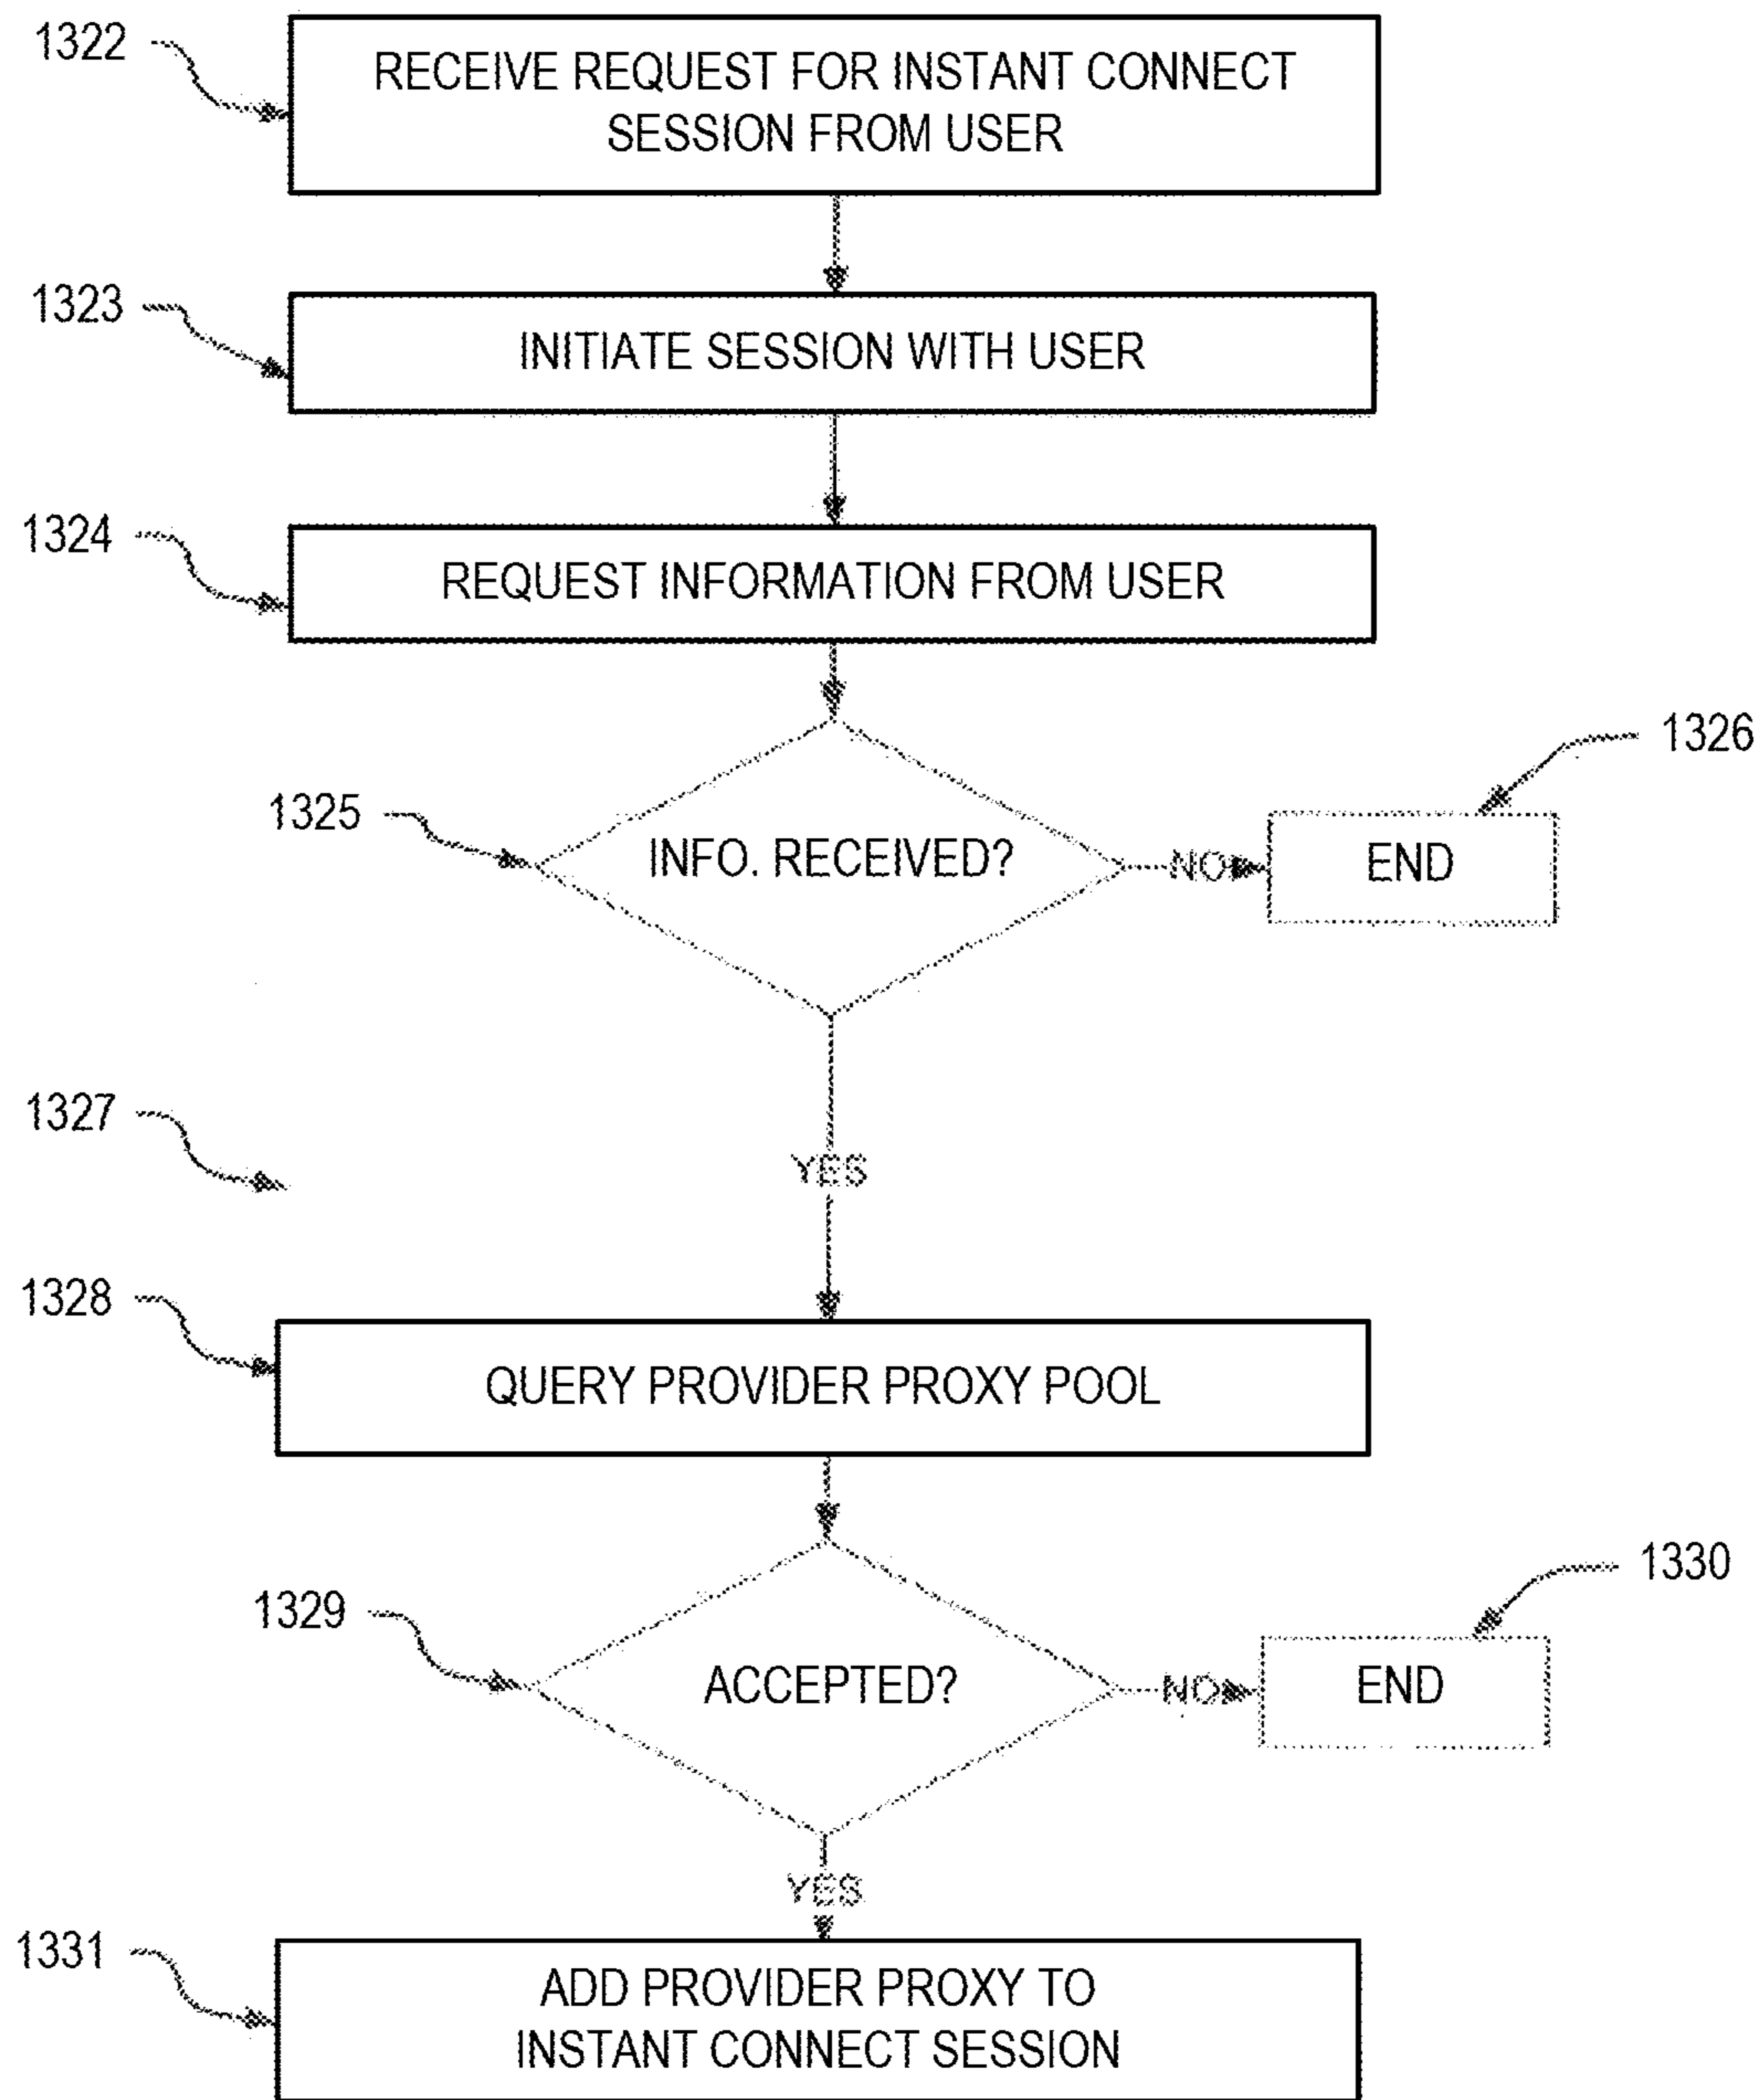 1322
RECEIVE REQUEST FOR INSTANT CONNECT
SESSION FROM USER
1323
INITIATE SESSION WITH USER
1324
REQUEST INFORMATION FROM USER
1325
INFO. RECEIVED?
NO
1326
END
1327
YES
1328
QUERY PROVIDER PROXY POOL
1329
ACCEPTED?
NO
1330
END
YES
1331
ADD PROVIDER PROXY TO
INSTANT CONNECT SESSION